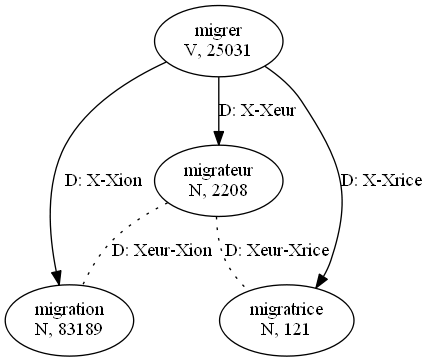 migrer
V, 25031
D: X-Xeur
migrateur
N, 2208
D: X-Xion
D: X-Xrice
D: Xeur-Xion
D: Xeur-Xrice
migration
N, 83189
migratrice
N, 121